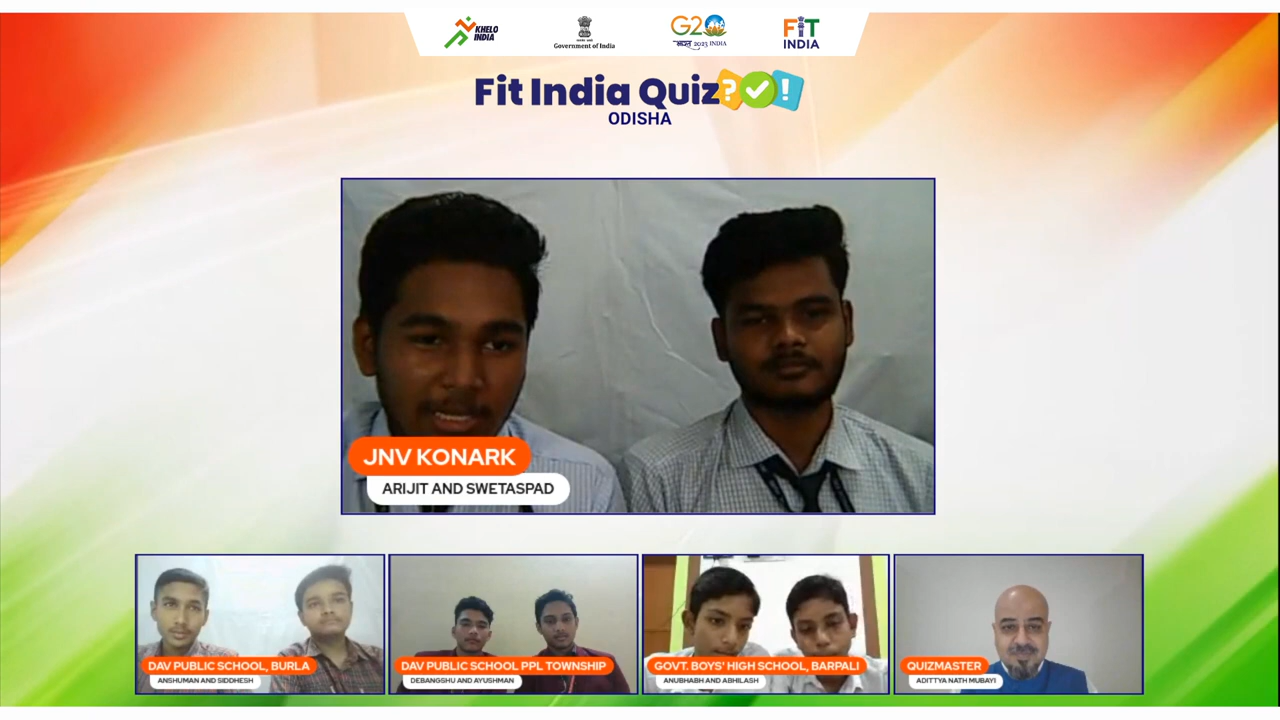 KHELO
INDIA
Government of India
G20
भारत 2023 INDIA
FIT
INDIA
Fit India Quiz?!
ODISHA
JNV KONARK
ARIJIT AND SWETASPAD
DAV PUBLIC SCHOOL, BURLA
ANSHUMAN AND SIDDHESH
DAV PUBLIC SCHOOL PPL TOWNSHIP
DEBANGSHU AND AYUSHMAN
GOVT. BOYS' HIGH SCHOOL, BARPALI
ANUBHABH AND ABHILASH
QUIZMASTER
ADITTYA NATH MUBAYI